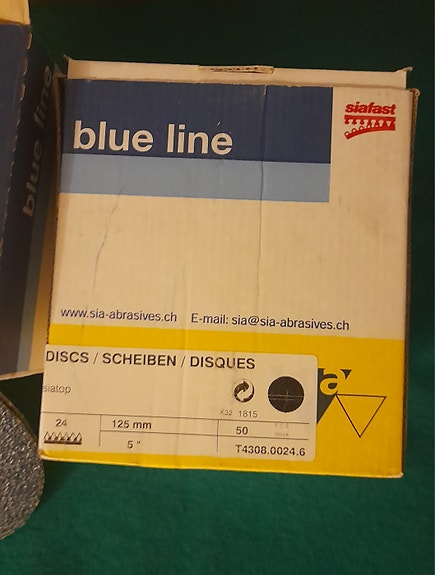 siafast
blue line
blue line
www.sia-abrasives.ch E-mail: sia@sia-abrasives.ch
DISCS / SCHEIBEN / DISQUES
siatop
a
K32 1815
24 125 mm 50
5 " T4308.0024.6